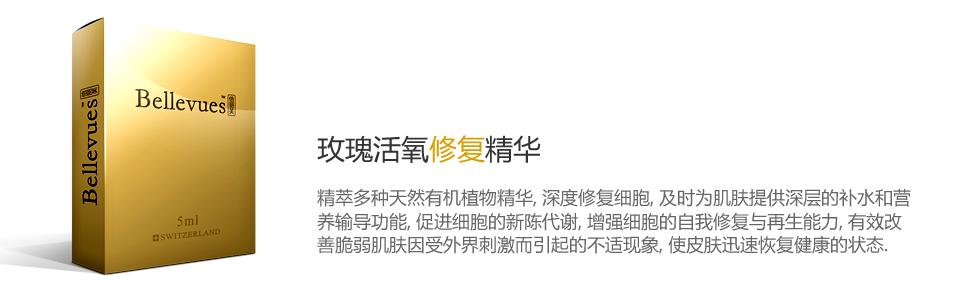 Bellevues
Bellevues™
5ml
SWITZERLAND
玫瑰活氧修复精华
精萃多种天然有机植物精华, 深度修复细胞, 及时为肌肤提供深层的补水和营
养输导功能, 促进细胞的新陈代谢, 增强细胞的自我修复与再生能力, 有效改
善脆弱肌肤因受外界刺激而引起的不适现象, 使皮肤迅速恢复健康的状态.